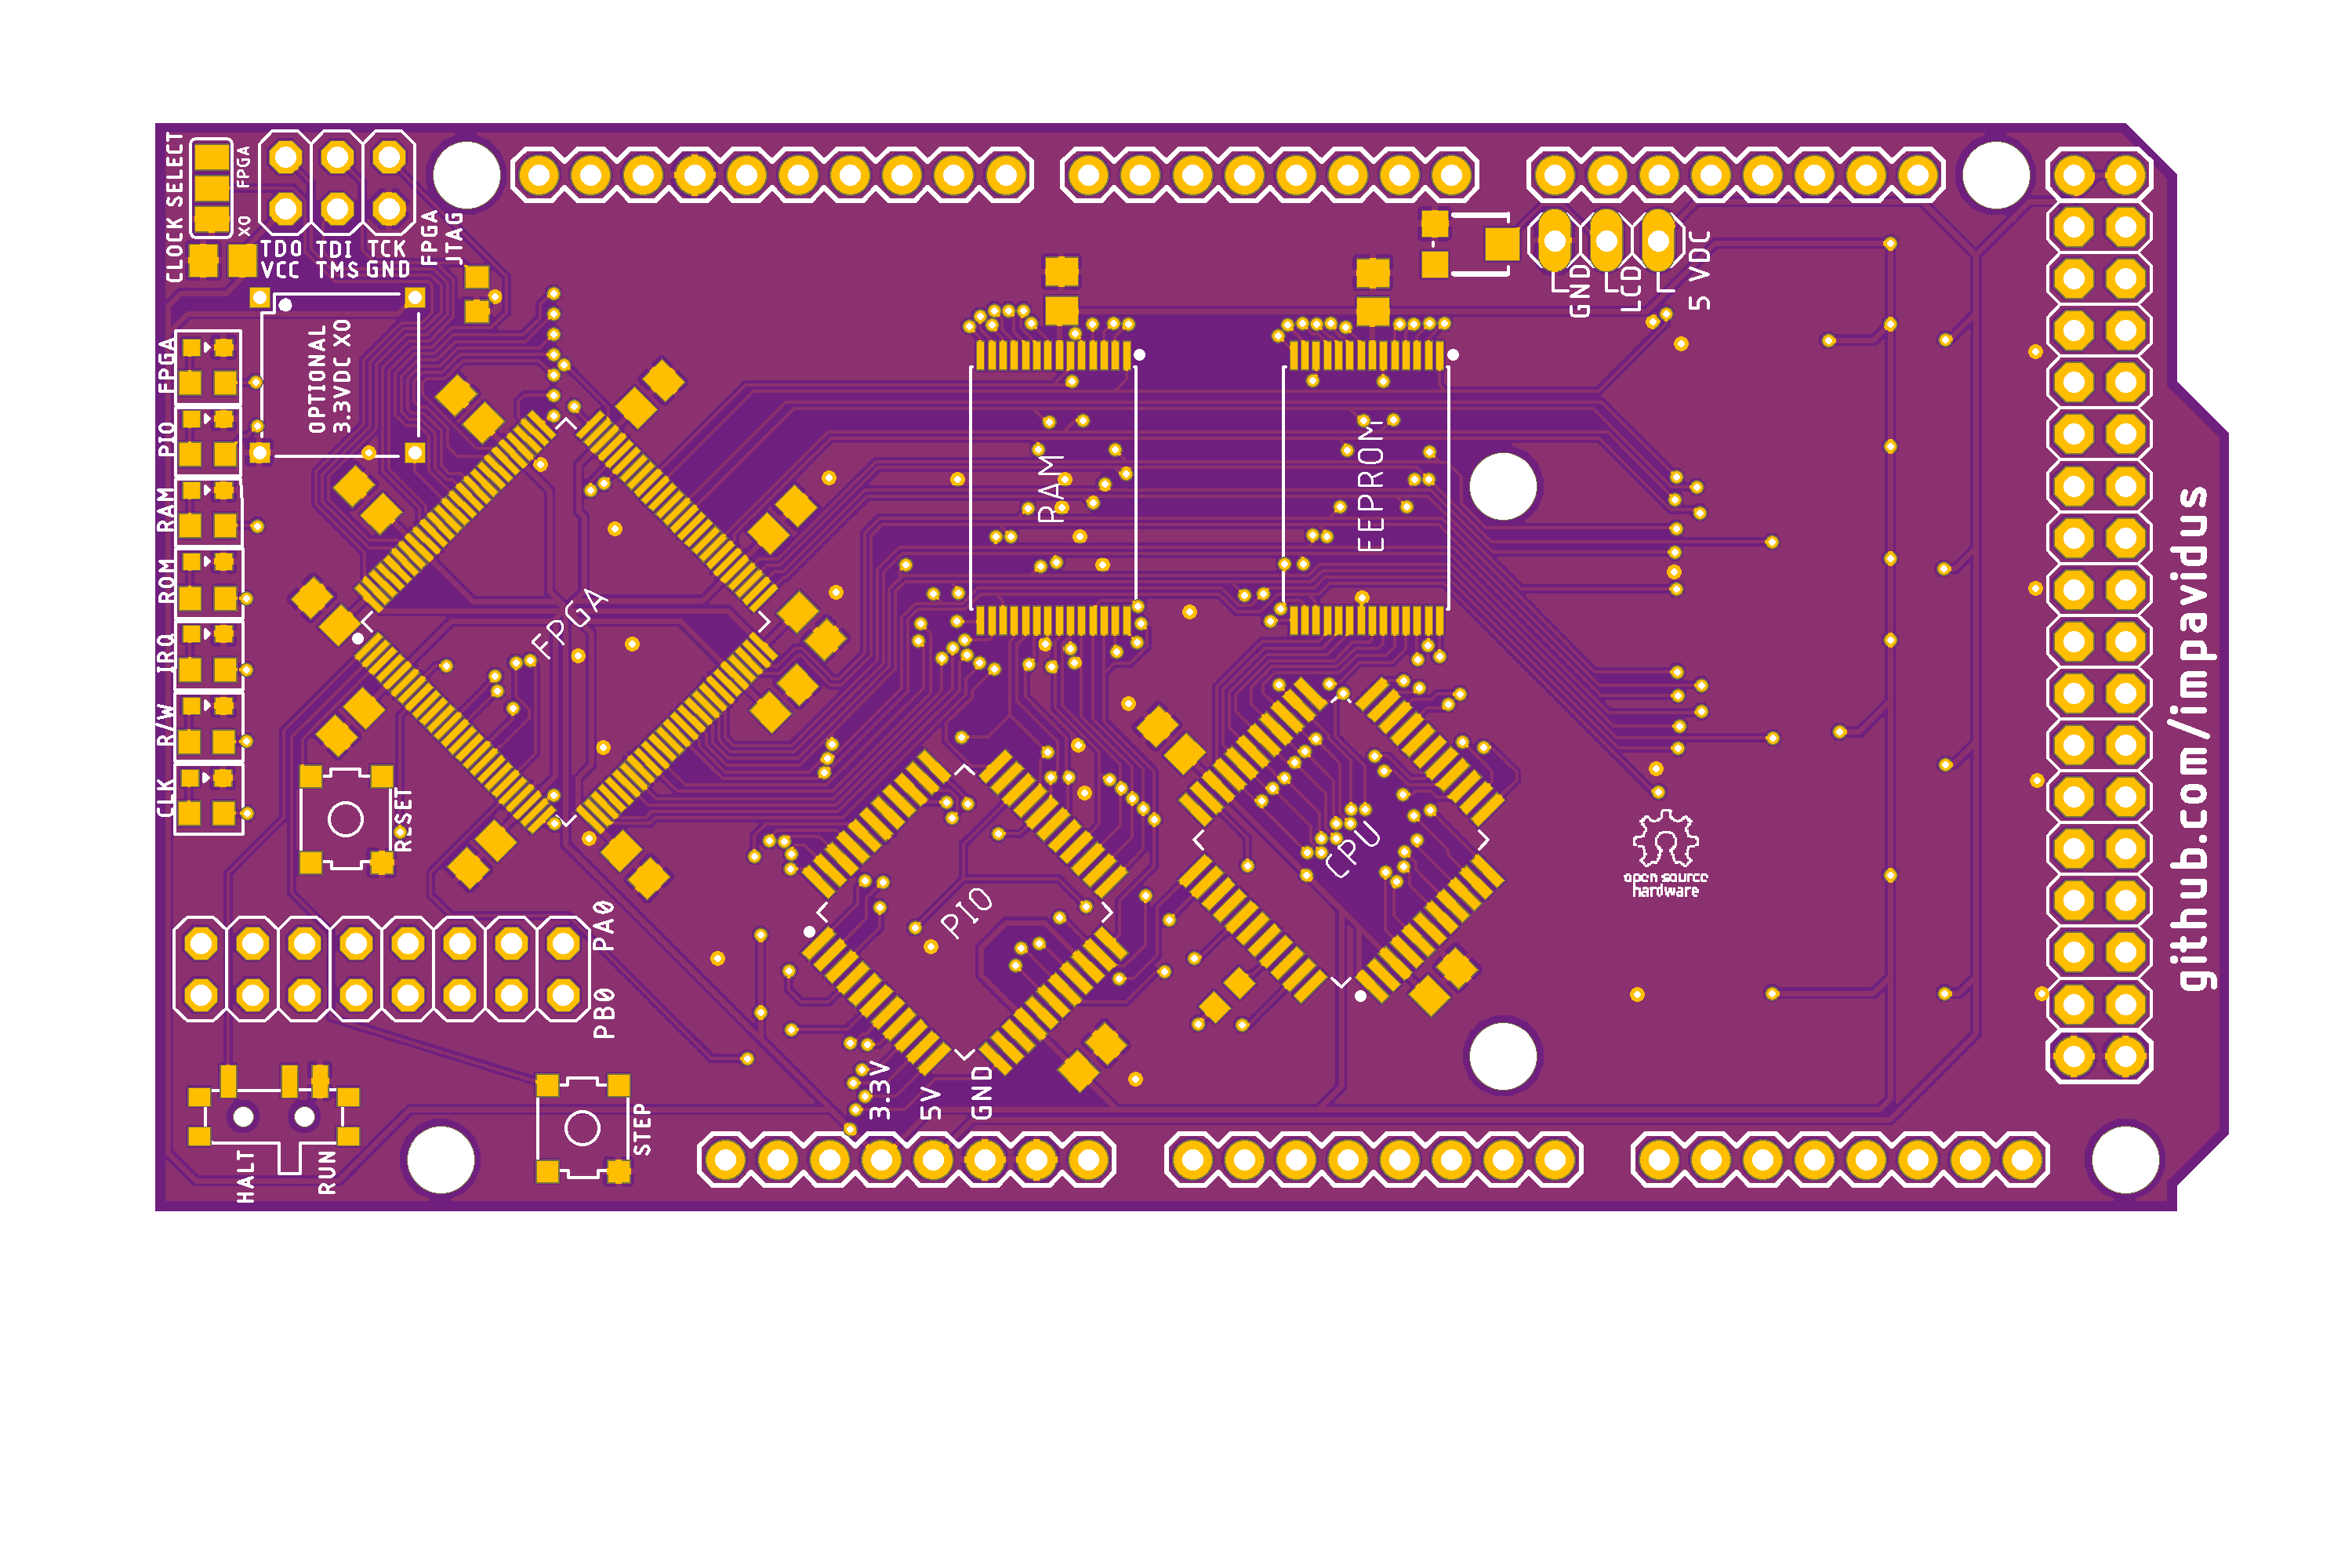 CLOCK SELECT
FPGA
XO
TDO TDI TCK
VCC TMS GND
FPGA
JTAG
OPTIONAL
3.3VDC XO
FPGA
PIO
RAM
ROM
IRQ
R/W
CLK
RESET
FPGA
RAM
EEPROM
GND
LCD
5 VDC
PIO
CPU
open source
hardware
github.com/impavidus
PA0
PB0
HALT
RUN
STEP
3.3V
5V
GND